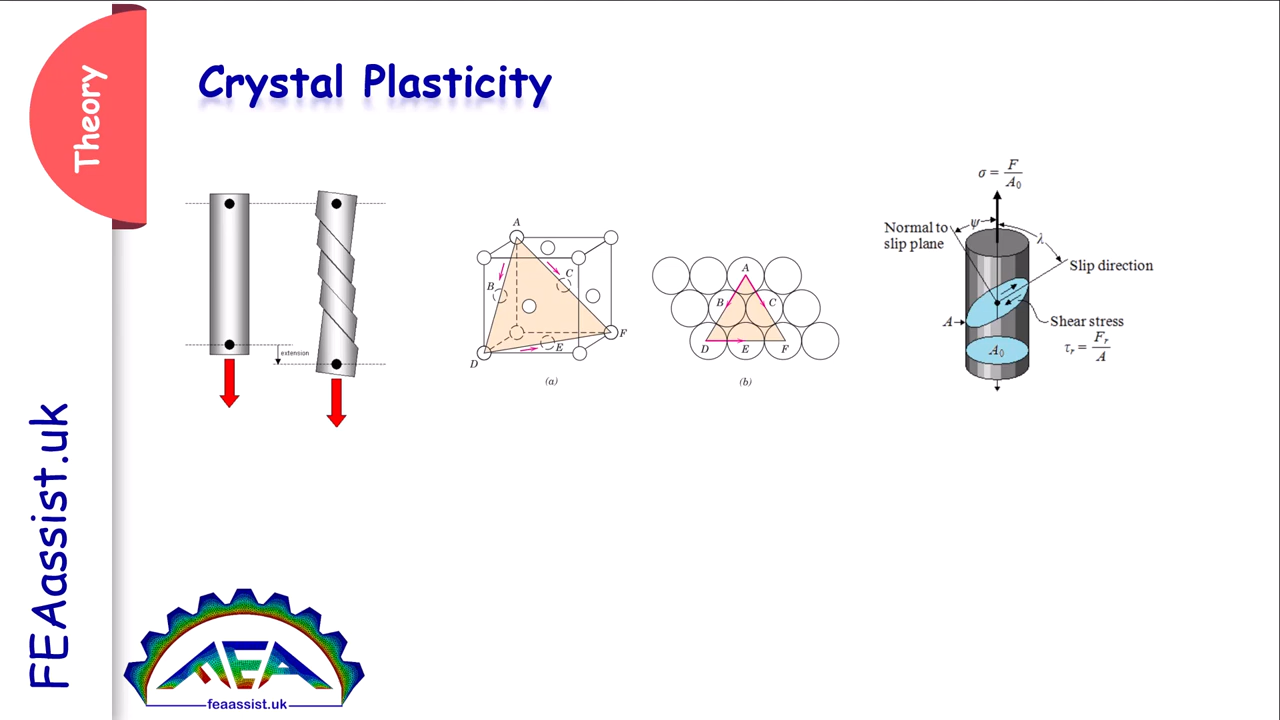 Theory
FEAassist.uk
Crystal Plasticity
extension
A
B
C
D
E
F
(a)
A
B
C
D
E
F
(b)
σ = F
A₀
ψ
λ
Normal to
slip plane
Slip direction
A
Shear stress
τᵣ = Fᵣ
A
A₀
FEA
feaassist.uk